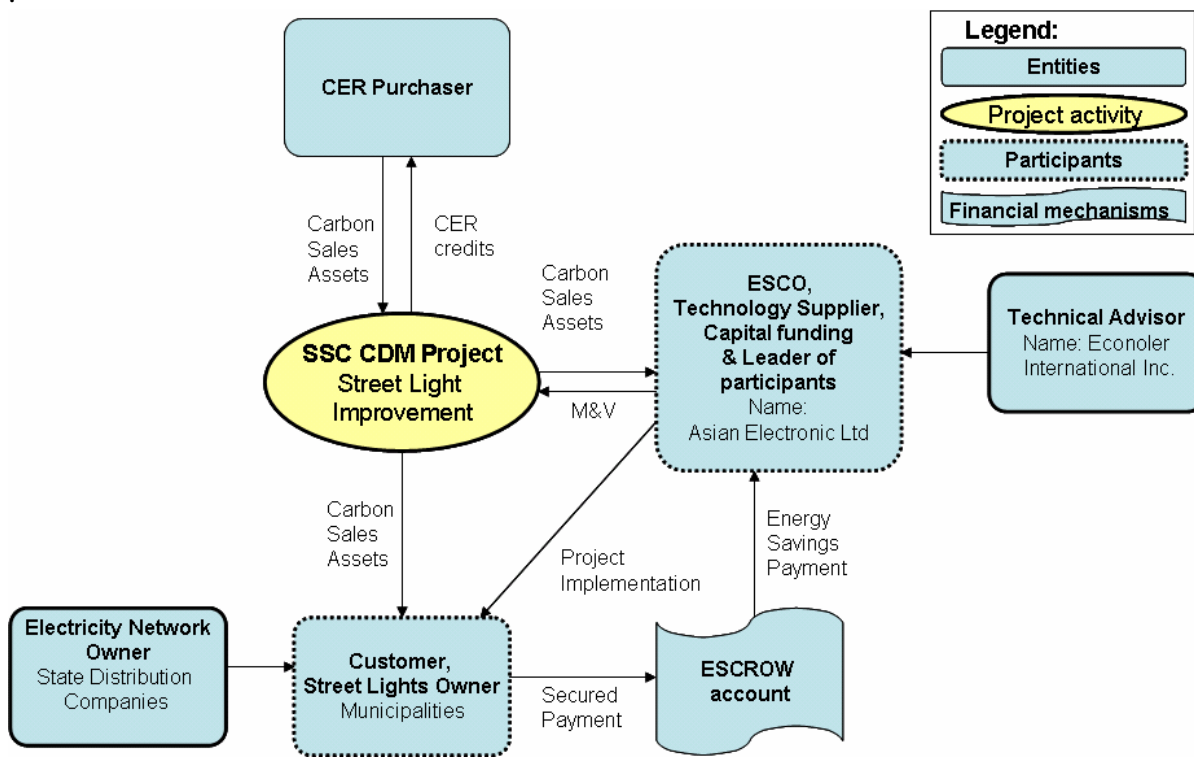 Legend:
Entities
Project activity
Participants
Financial mechanisms
CER Purchaser
Carbon
Sales
Assets
CER
credits
Carbon
Sales
Assets
ESCO,
Technology Supplier,
Capital funding
& Leader of
participants
Name:
Asian Electronic Ltd
Technical Advisor
Name: Econoler
International Inc.
SSC CDM Project
Street Light
Improvement
M&V
Carbon
Sales
Assets
Project
Implementation
Energy
Savings
Payment
Electricity Network
Owner
State Distribution
Companies
Customer,
Street Lights Owner
Municipalities
Secured
Payment
ESCROW
account